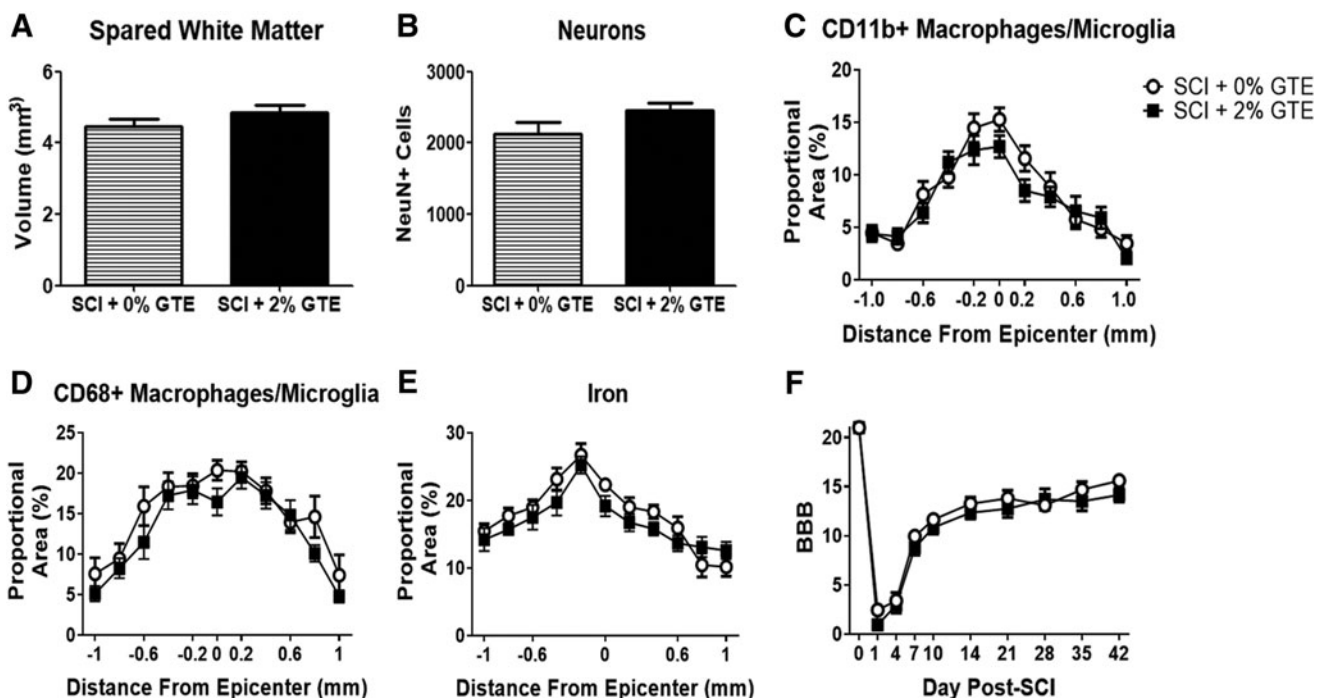 A
Spared White Matter
Volume (mm3)
6
4
2
0
SCI + 0% GTE SCI + 2% GTE
B
Neurons
NeuN+ Cells
3000
2000
1000
0
SCI + 0% GTE SCI + 2% GTE
C
CD11b+ Macrophages/Microglia
SCI + 0% GTE
SCI + 2% GTE
Proportional
Area (%)
20
15
10
5
0
-1.0 -0.6 -0.2 0 0.2 0.6 1.0
Distance From Epicenter (mm)
D
CD68+ Macrophages/Microglia
Proportional
Area (%)
25
20
15
10
5
0
-1 -0.6 -0.2 0 0.2 0.6 1
Distance From Epicenter (mm)
E
Iron
Proportional
Area (%)
30
20
10
0
-1 -0.6 0 0.6 1
Distance From Epicenter (mm)
F
BBB
20
15
10
5
0
0 1 4 7 10 14 21 28 35 42
Day Post-SCI